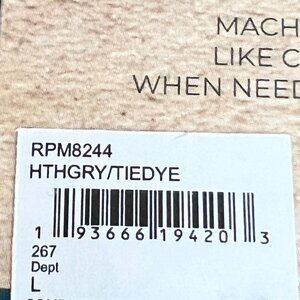 MACH
LIKE C
WHEN NEED
RPM8244
HTHGRY/TIEDYE
1 93666 19420 3
267
Dept
L